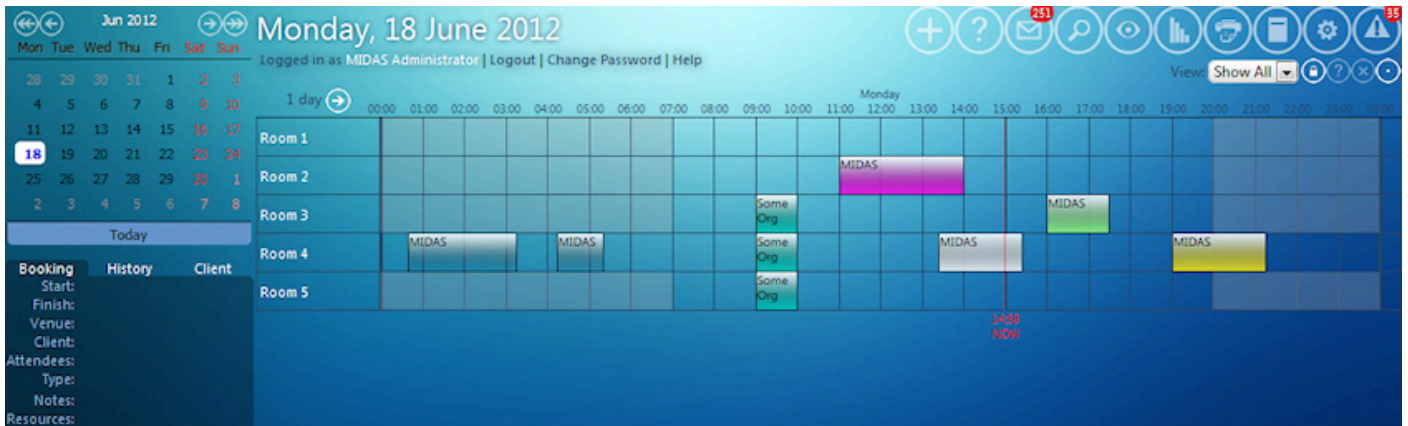 Jun 2012
Mon Tue Wed Thu Fri Sat Sun
28 29 30 31 1 2 3
4 5 6 7 8 9 10
11 12 13 14 15 16 17
18 19 20 21 22 23 24
25 26 27 28 29 30 1
2 3 4 5 6 7 8
Today
Booking History Client
Start:
Finish:
Venue:
Client:
Attendees:
Type:
Notes:
Resources:
Monday, 18 June 2012
251
35
Logged in as MIDAS Administrator | Logout | Change Password | Help
View: Show All
1 day
Monday
00:00 01:00 02:00 03:00 04:00 05:00 06:00 07:00 08:00 09:00 10:00 11:00 12:00 13:00 14:00 15:00 16:00 17:00 18:00 19:00 20:00 21:00 22:00 23:00 00:00
Room 1
Room 2 MIDAS
Room 3 Some Org MIDAS
Room 4 MIDAS MIDAS Some Org MIDAS MIDAS
Room 5 Some Org
14:58
NOW